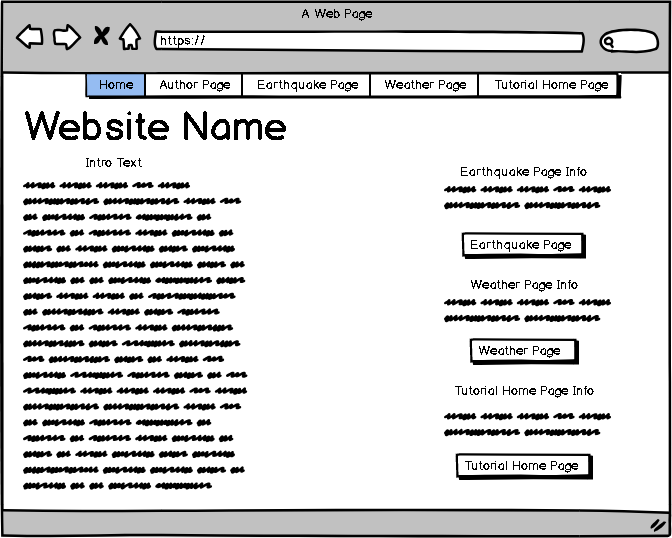 A Web Page
https://
Home Author Page Earthquake Page Weather Page Tutorial Home Page
Website Name
Intro Text
Earthquake Page Info
Earthquake Page
Weather Page Info
Weather Page
Tutorial Home Page Info
Tutorial Home Page